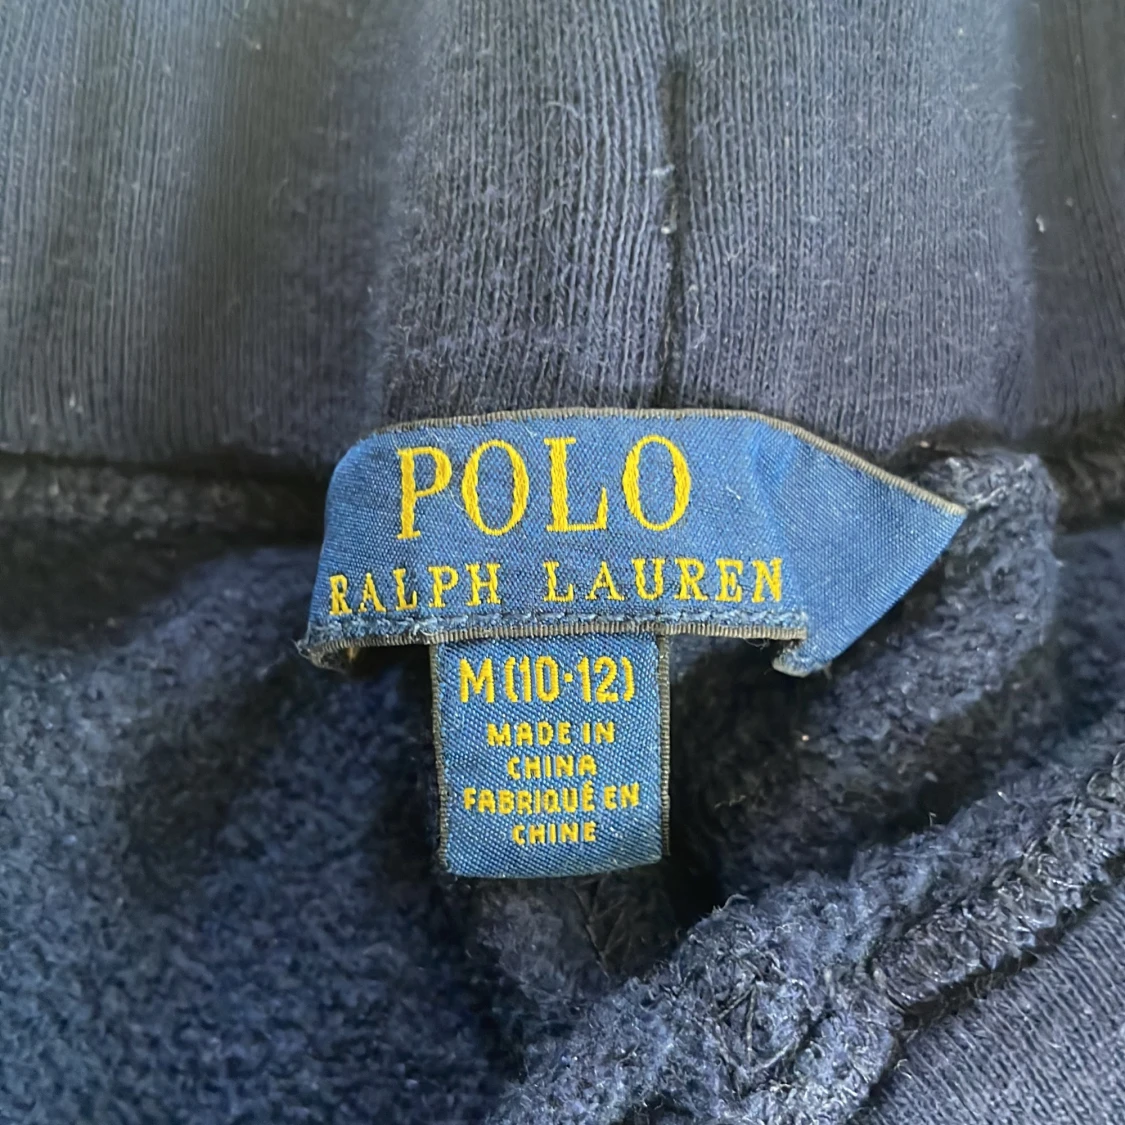 POLO
RALPH LAUREN
M(10-12)
MADE IN
CHINA
FABRIQUÉ EN
CHINE